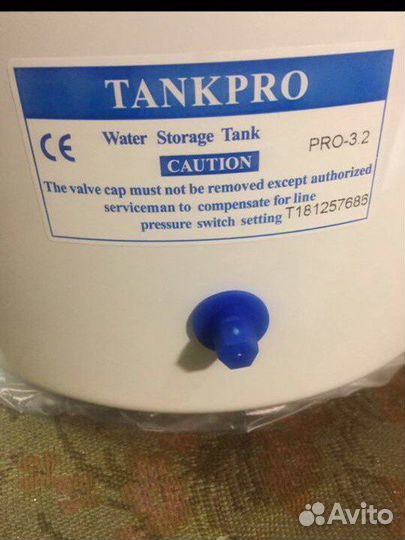 TANKPRO
CE Water Storage Tank PRO-3.2
CAUTION
The valve cap must not be removed except authorized
serviceman to compensate for line
pressure switch setting T181257685
Avito